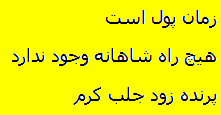 زمان پول است
هیچ راه شاهانه وجود ندارد
پرنده زود جلب کرم